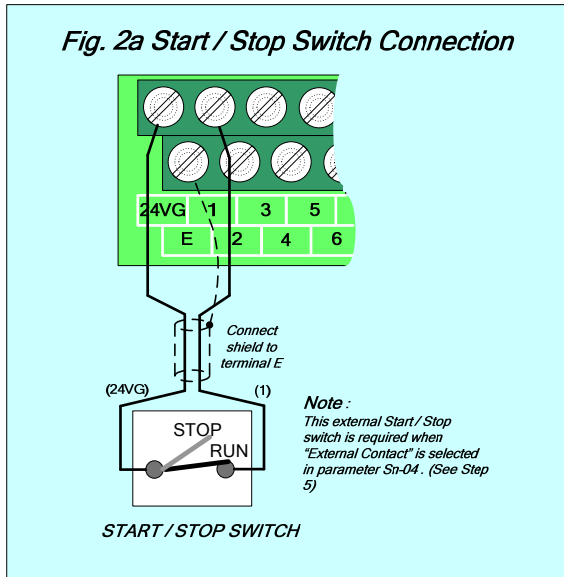 Fig. 2a Start / Stop Switch Connection
24VG 1 3 5
E 2 4 6
Connect
shield to
terminal E
(24VG) (1)
STOP
RUN
Note :
This external Start / Stop
switch is required when
"External Contact" is selected
in parameter Sn-04 . (See Step
5)
START / STOP SWITCH